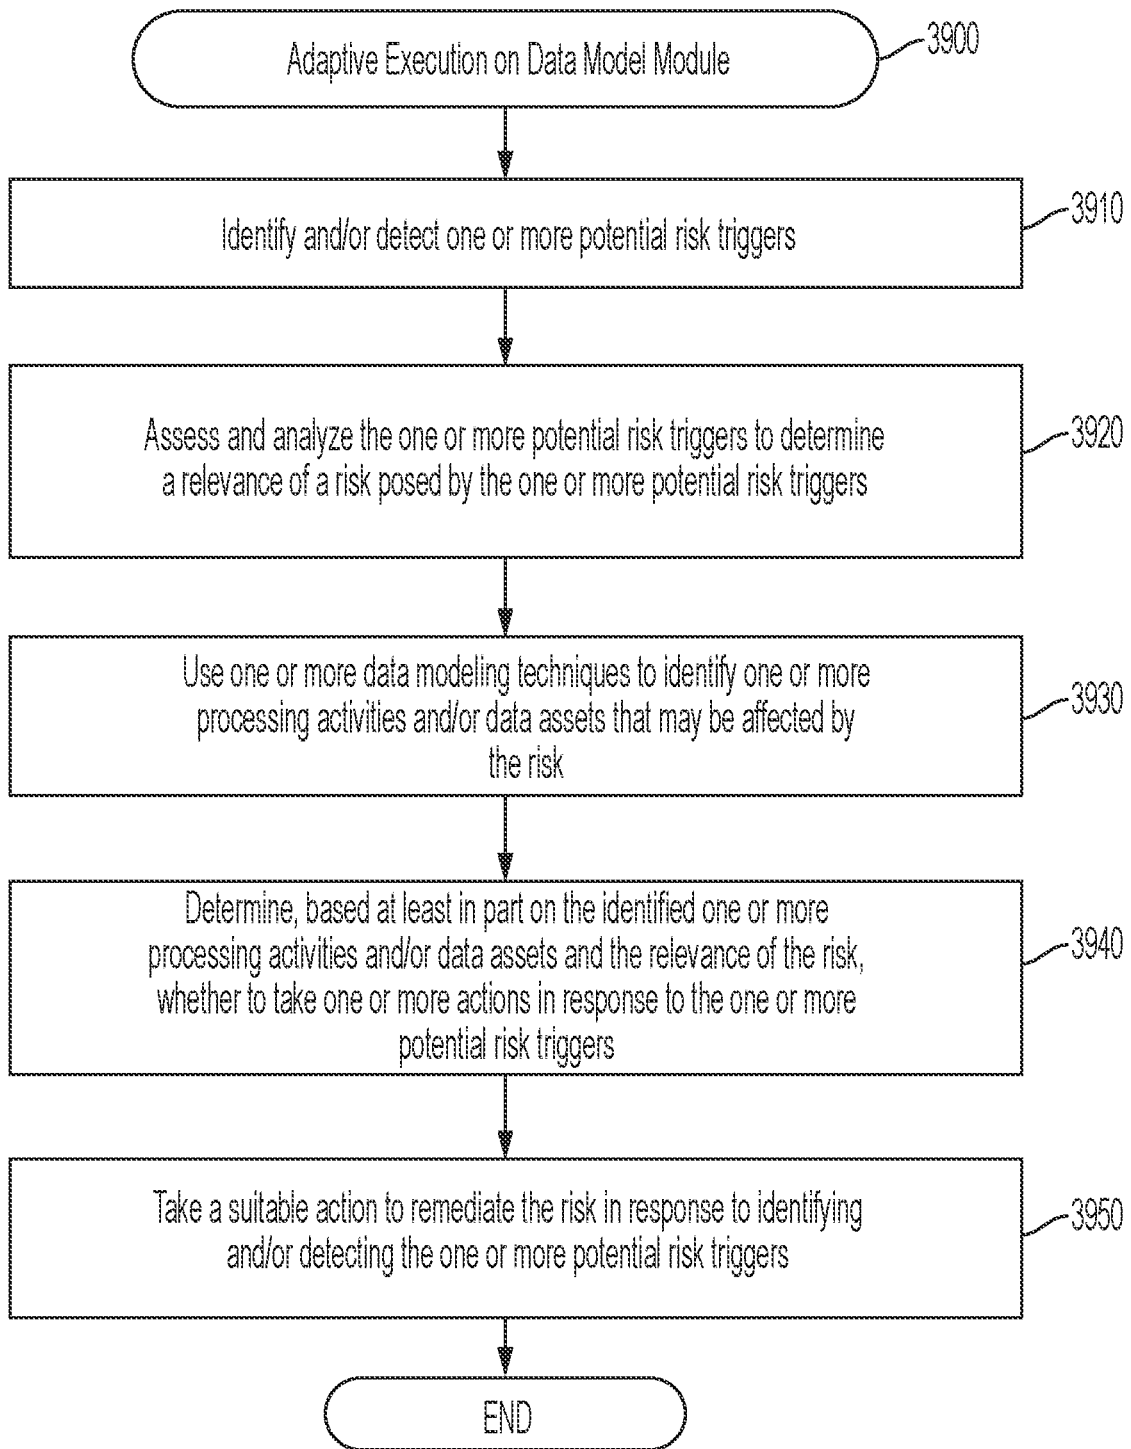 Adaptive Execution on Data Model Module
3900
Identify and/or detect one or more potential risk triggers
3910
Assess and analyze the one or more potential risk triggers to determine
a relevance of a risk posed by the one or more potential risk triggers
3920
Use one or more data modeling techniques to identify one or more
processing activities and/or data assets that may be affected by
the risk
3930
Determine, based at least in part on the identified one or more
processing activities and/or data assets and the relevance of the risk,
whether to take one or more actions in response to the one or more
potential risk triggers
3940
Take a suitable action to remediate the risk in response to identifying
and/or detecting the one or more potential risk triggers
3950
END